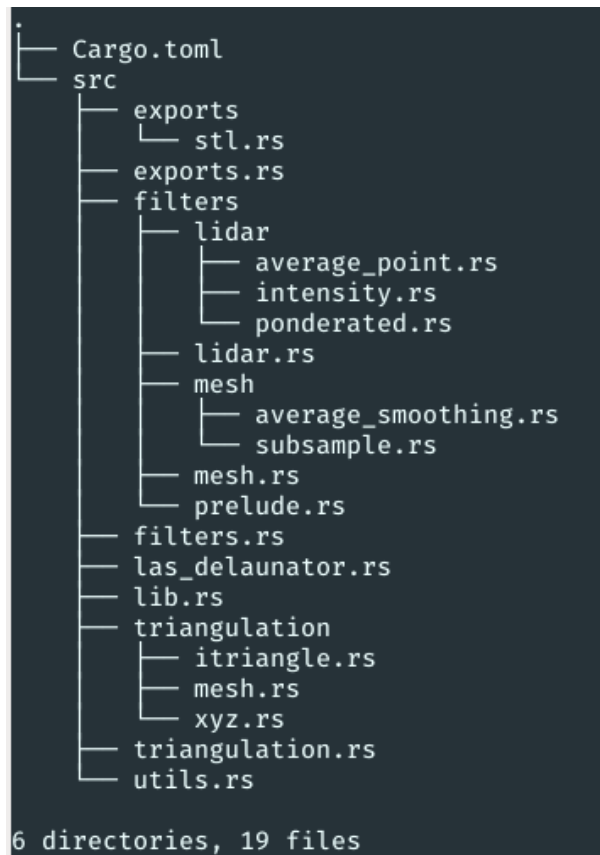 .
├── Cargo.toml
└── src
    ├── exports
    │   └── stl.rs
    ├── exports.rs
    ├── filters
    │   ├── lidar
    │   │   ├── average_point.rs
    │   │   ├── intensity.rs
    │   │   └── ponderated.rs
    │   ├── lidar.rs
    │   ├── mesh
    │   │   ├── average_smoothing.rs
    │   │   └── subsample.rs
    │   ├── mesh.rs
    │   └── prelude.rs
    ├── filters.rs
    ├── las_delaunator.rs
    ├── lib.rs
    ├── triangulation
    │   ├── itriangle.rs
    │   ├── mesh.rs
    │   └── xyz.rs
    ├── triangulation.rs
    └── utils.rs

6 directories, 19 files